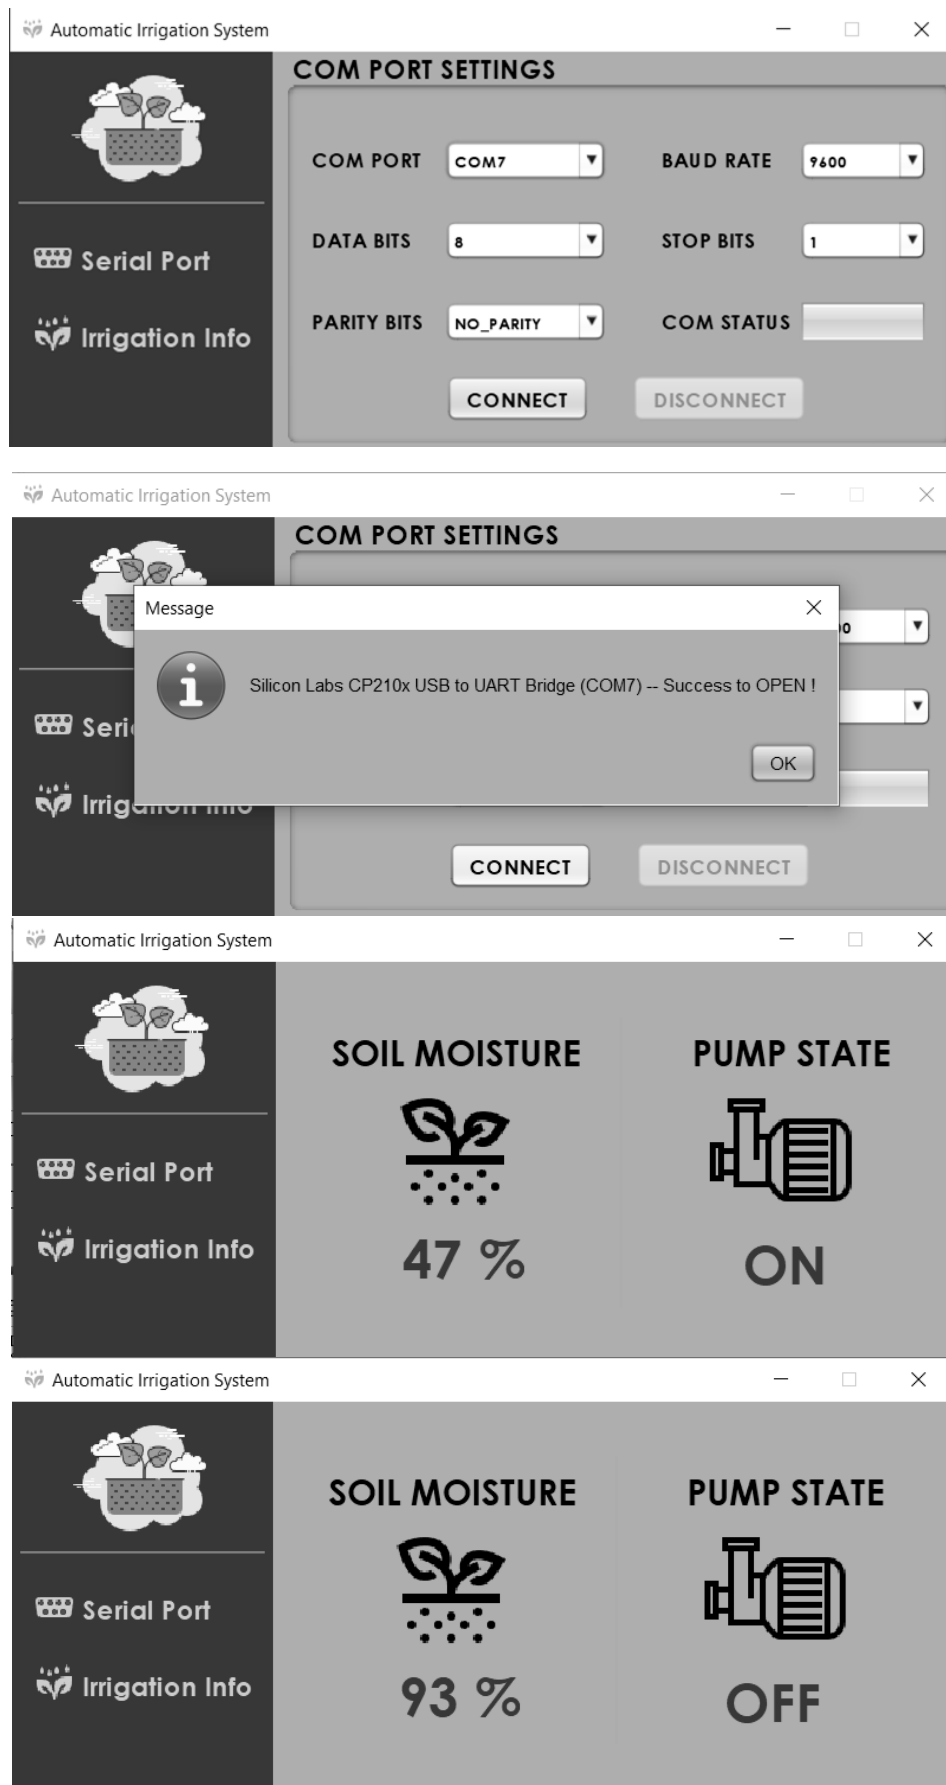 Automatic Irrigation System
COM PORT SETTINGS
COM PORT COM7 BAUD RATE 9600
Serial Port
DATA BITS 8 STOP BITS 1
Irrigation Info
PARITY BITS NO_PARITY COM STATUS
CONNECT DISCONNECT
Automatic Irrigation System
COM PORT SETTINGS
Message
Silicon Labs CP210x USB to UART Bridge (COM7) -- Success to OPEN !
OK
CONNECT DISCONNECT
Automatic Irrigation System
SOIL MOISTURE PUMP STATE
Serial Port
Irrigation Info
47 % ON
Automatic Irrigation System
SOIL MOISTURE PUMP STATE
Serial Port
Irrigation Info
93 % OFF